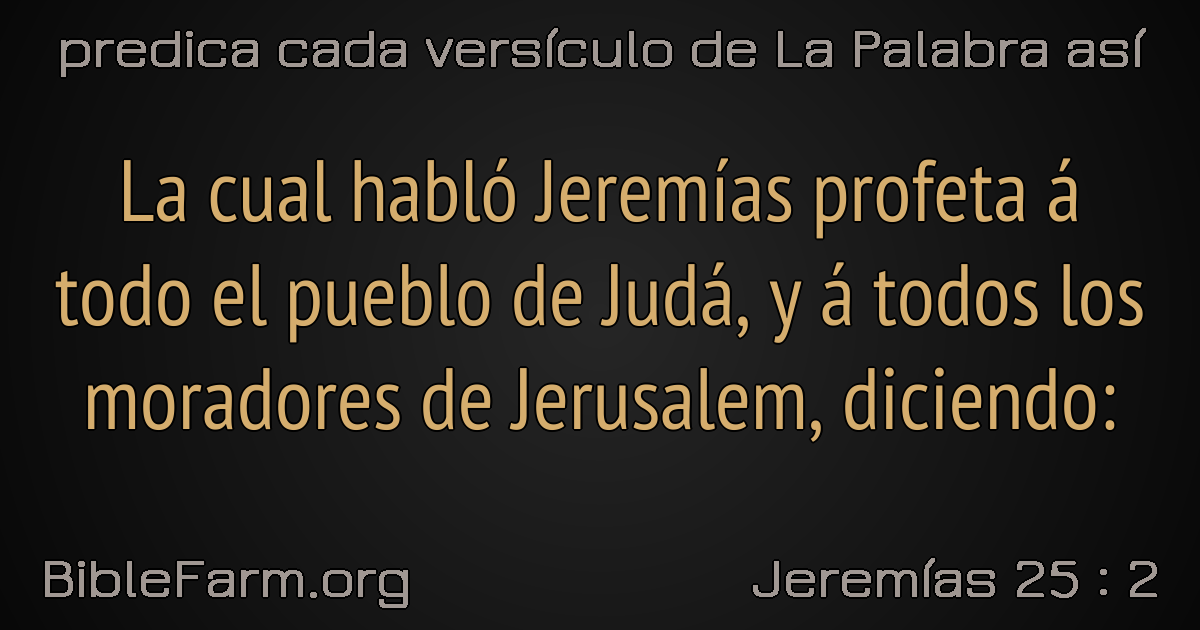 predica cada versículo de La Palabra así
La cual habló Jeremías profeta á
todo el pueblo de Judá, y á todos los
moradores de Jerusalem, diciendo:
BibleFarm.org
Jeremías 25 : 2